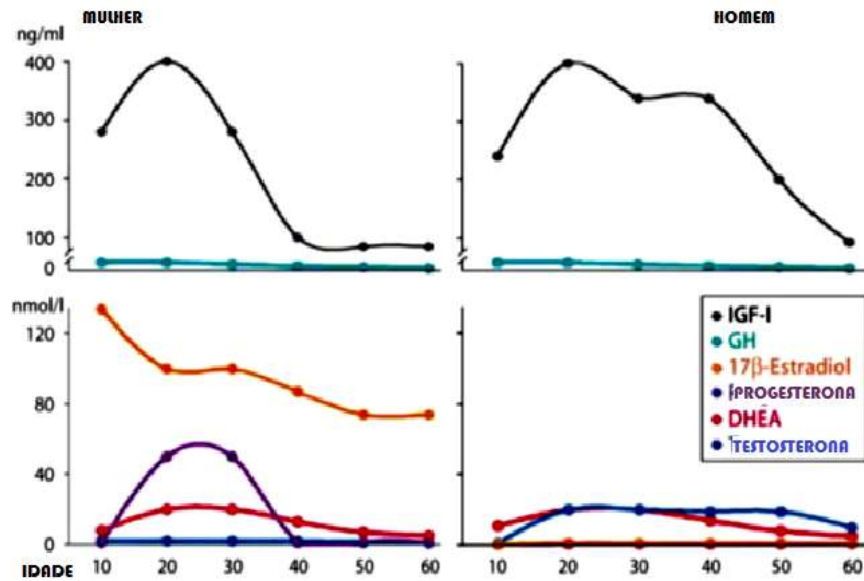 MULHER HOMEM
ng/ml
400
300
200
100
0
nmol/l
120
80
40
0
IGF-I
GH
17β-Estradiol
PROGESTERONA
DHEA
TESTOSTERONA
IDADE 10 20 30 40 50 60 10 20 30 40 50 60